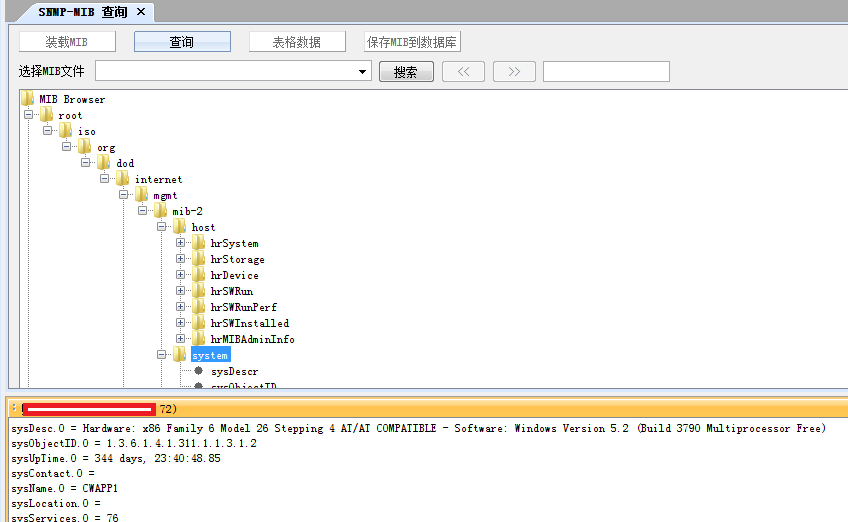 SNMP-MIB 查询 ×
装载MIB 查询 表格数据 保存MIB到数据库
选择MIB文件 搜索 << >>
MIB Browser
root
iso
org
dod
internet
mgmt
mib-2
host
hrSystem
hrStorage
hrDevice
hrSWRun
hrSWRunPerf
hrSWInstalled
hrMIBAdminInfo
system
sysDescr
sysObjectID
72)
sysDesc.0 = Hardware: x86 Family 6 Model 26 Stepping 4 AT/AT COMPATIBLE - Software: Windows Version 5.2 (Build 3790 Multiprocessor Free)
sysObjectID.0 = 1.3.6.1.4.1.311.1.1.3.1.2
sysUpTime.0 = 344 days, 23:40:48.85
sysContact.0 =
sysName.0 = CWAPP1
sysLocation.0 =
sysServices.0 = 76